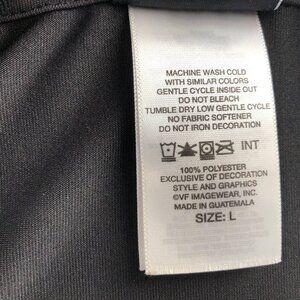 MACHINE WASH COLD
WITH SIMILAR COLORS
GENTLE CYCLE INSIDE OUT
DO NOT BLEACH
TUMBLE DRY LOW GENTLE CYCLE
NO FABRIC SOFTENER
DO NOT IRON DECORATION
INT
100% POLYESTER
EXCLUSIVE OF DECORATION
STYLE AND GRAPHICS
©VF IMAGEWEAR, INC.
MADE IN GUATEMALA
SIZE: L